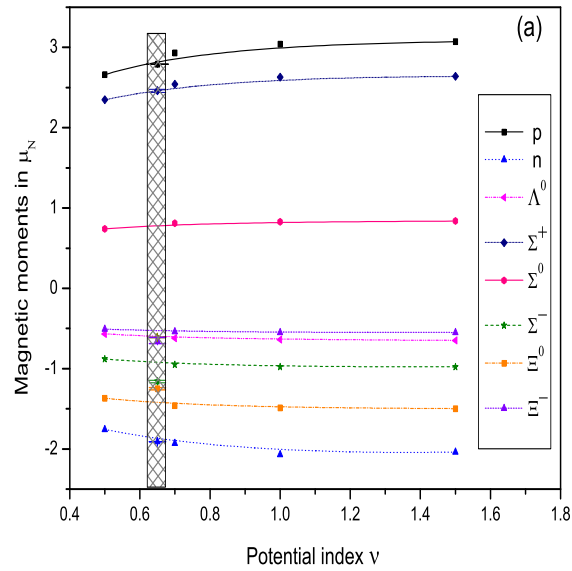 (a)
Magnetic moments in μN
3
2
1
0
-1
-2
0.4 0.6 0.8 1.0 1.2 1.4 1.6 1.8
Potential index ν
p
n
Λ⁰
Σ⁺
Σ⁰
Σ⁻
Ξ⁰
Ξ⁻